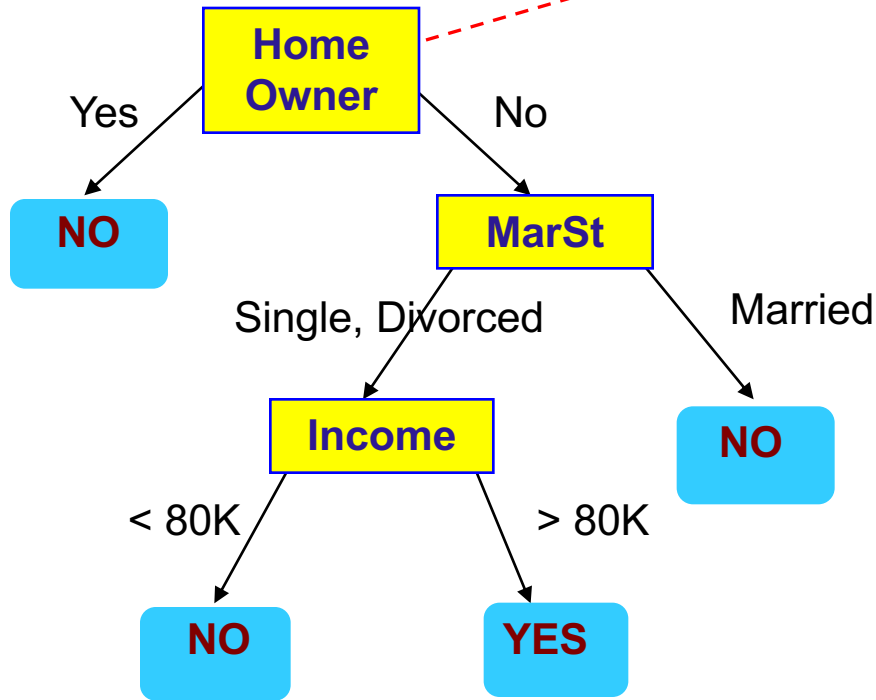 Home
Owner
Yes
No
NO
MarSt
Single, Divorced
Married
Income
NO
< 80K
> 80K
NO
YES